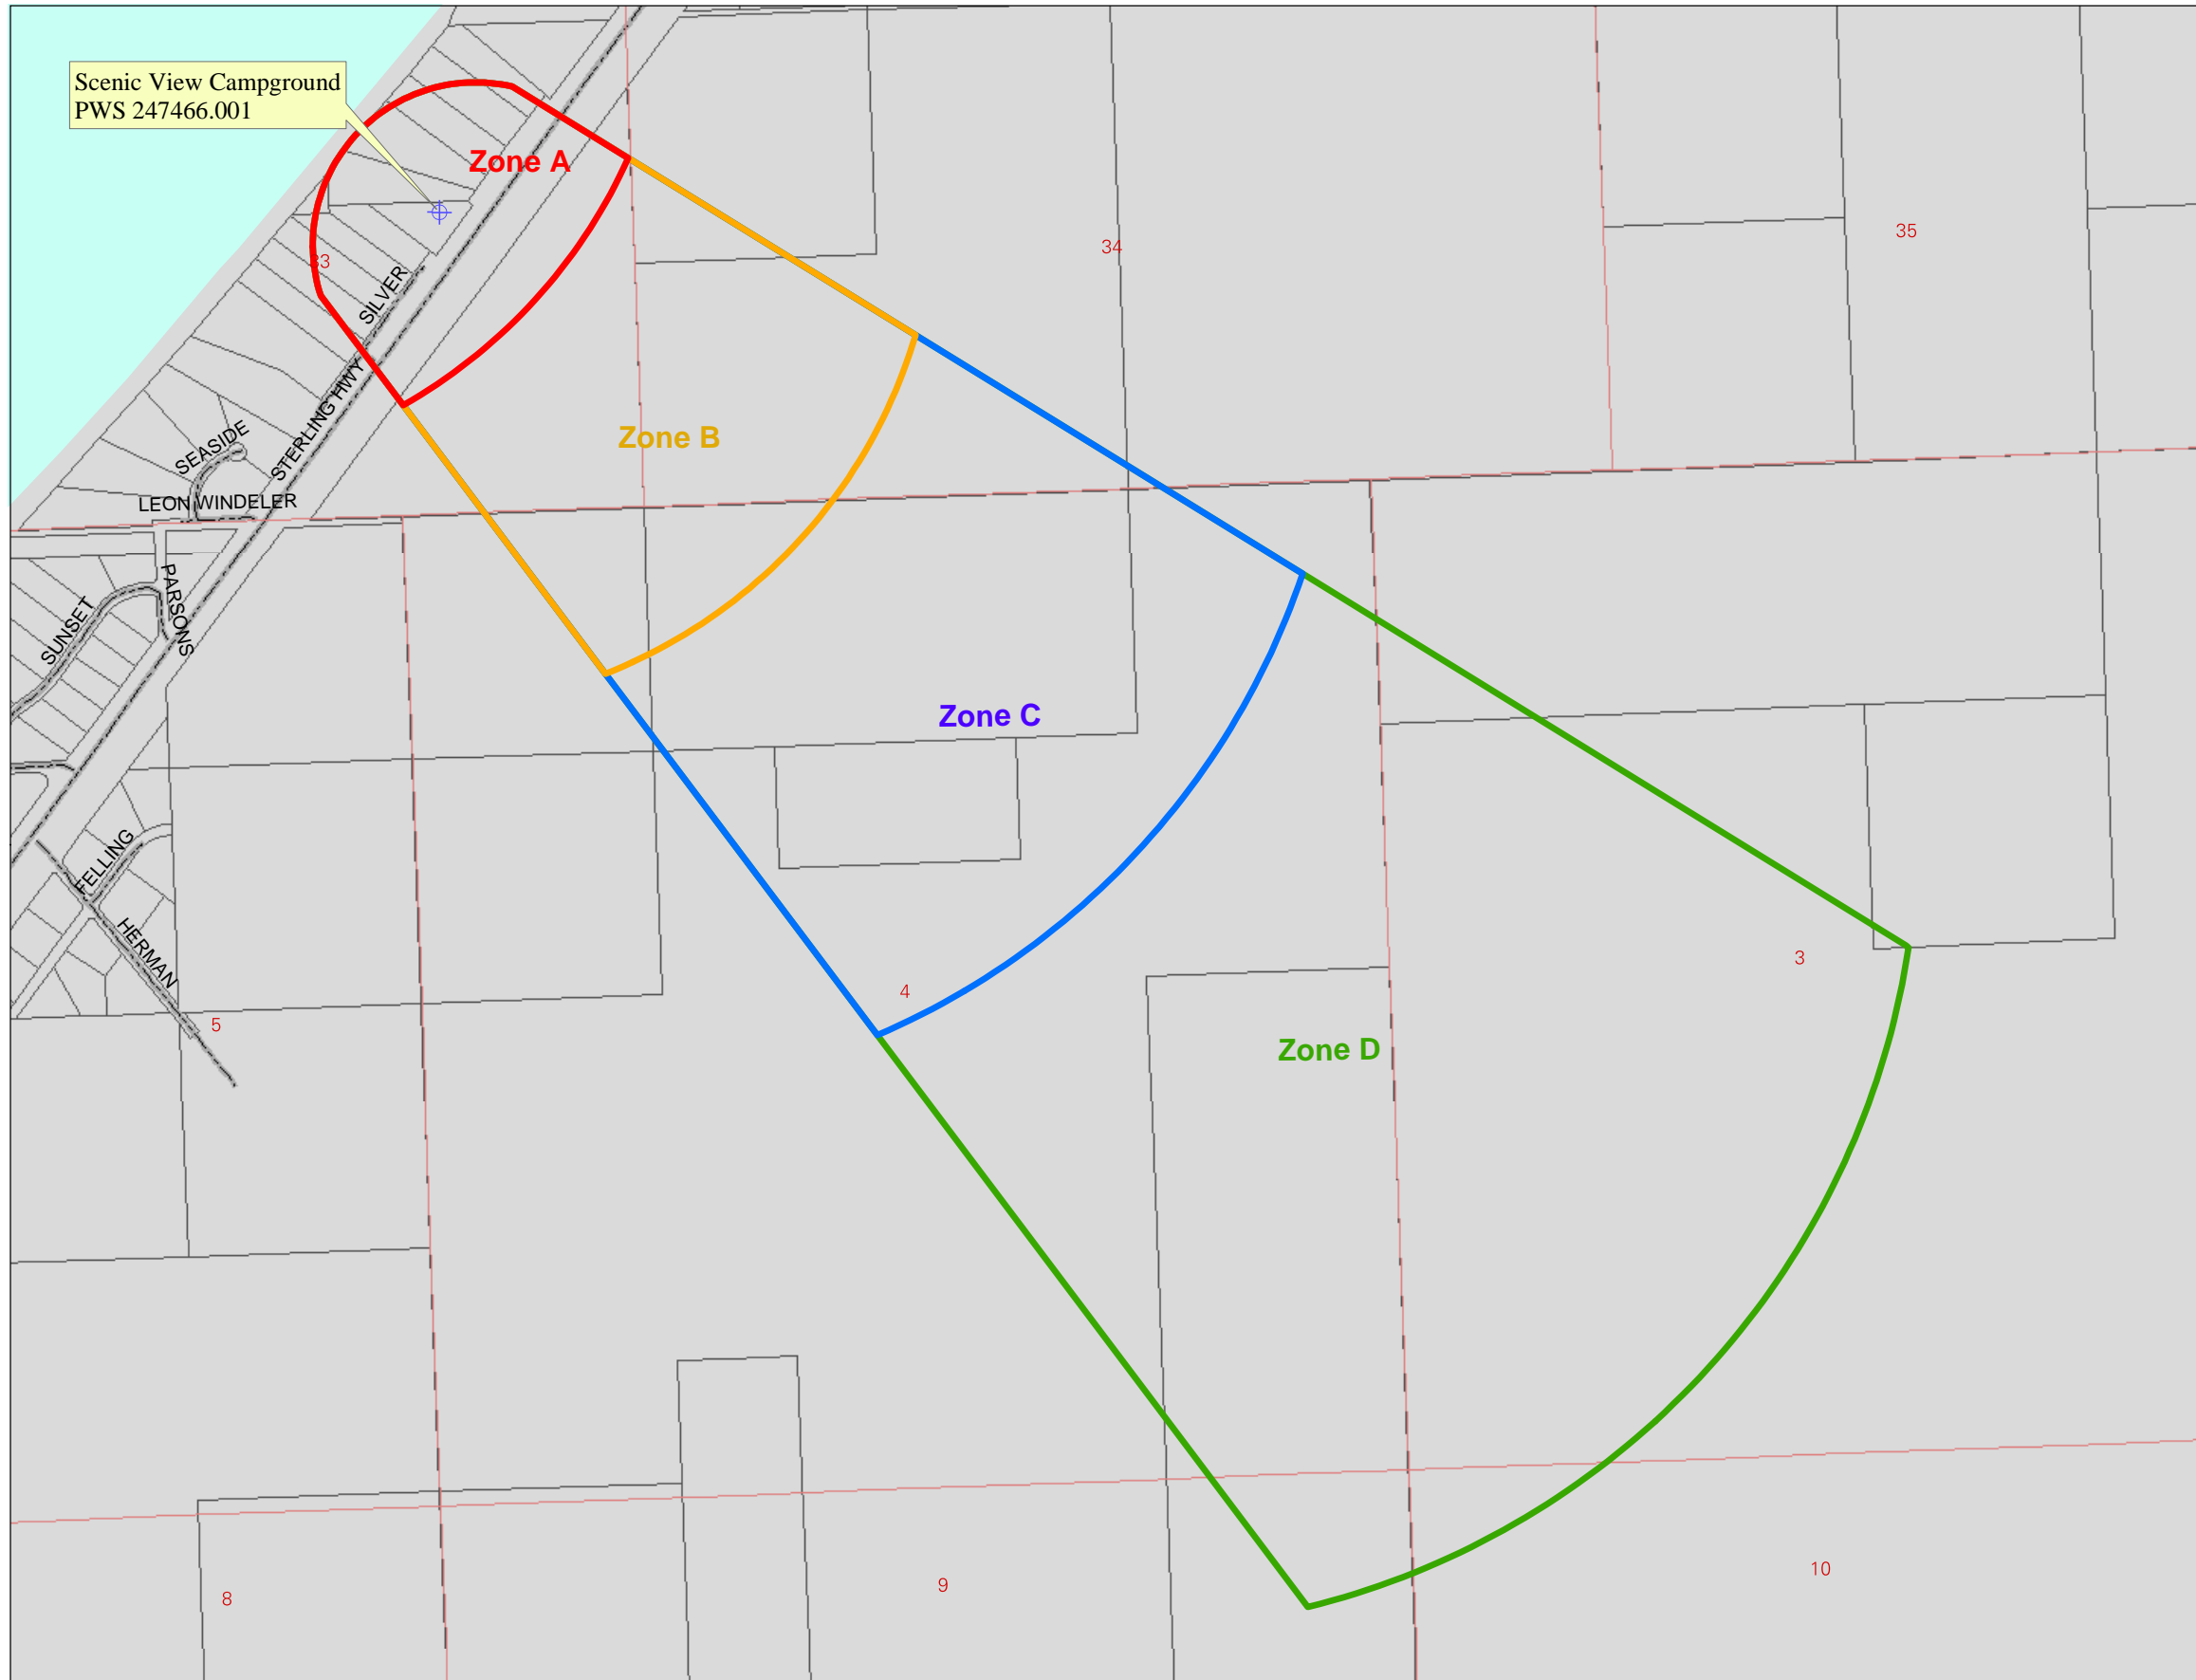 Scenic View Campground
PWS 247466.001
Zone A
34
35
33
SILVER
STERLING HWY
Zone B
SEASIDE
LEON WINDELER
PARSONS
SUNSET
Zone C
FELLING
HERMAN
3
4
5
Zone D
10
9
8